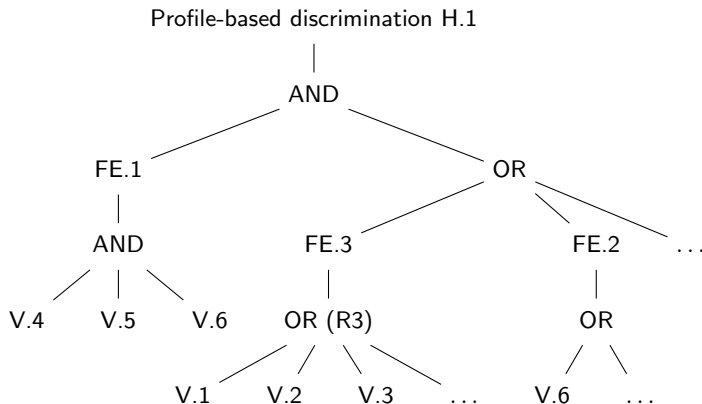 Profile-based discrimination H.1
AND
FE.1 OR
AND FE.3 FE.2 ...
V.4 V.5 V.6 OR (R3) OR
V.1 V.2 V.3 ... V.6 ...